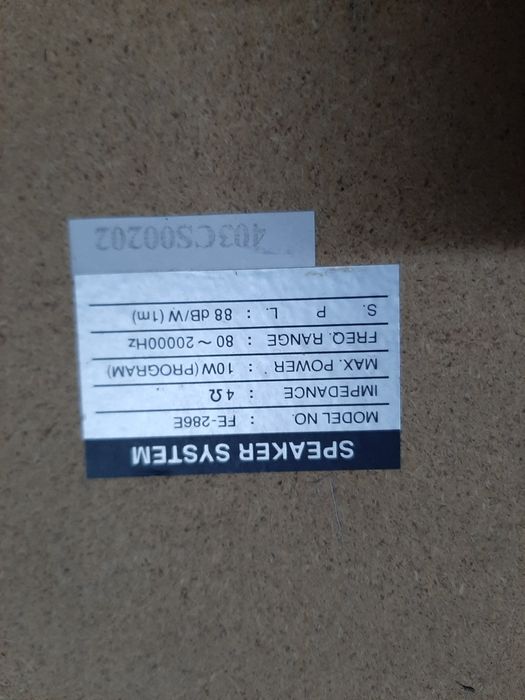 SPEAKER SYSTEM
MODEL NO. : FE-286E
IMPEDANCE : 4Ω
MAX. POWER : 10W (PROGRAM)
FREQ. RANGE : 80 ~ 20000Hz
S. P L. : 88 dB/W (1m)
403CS00202